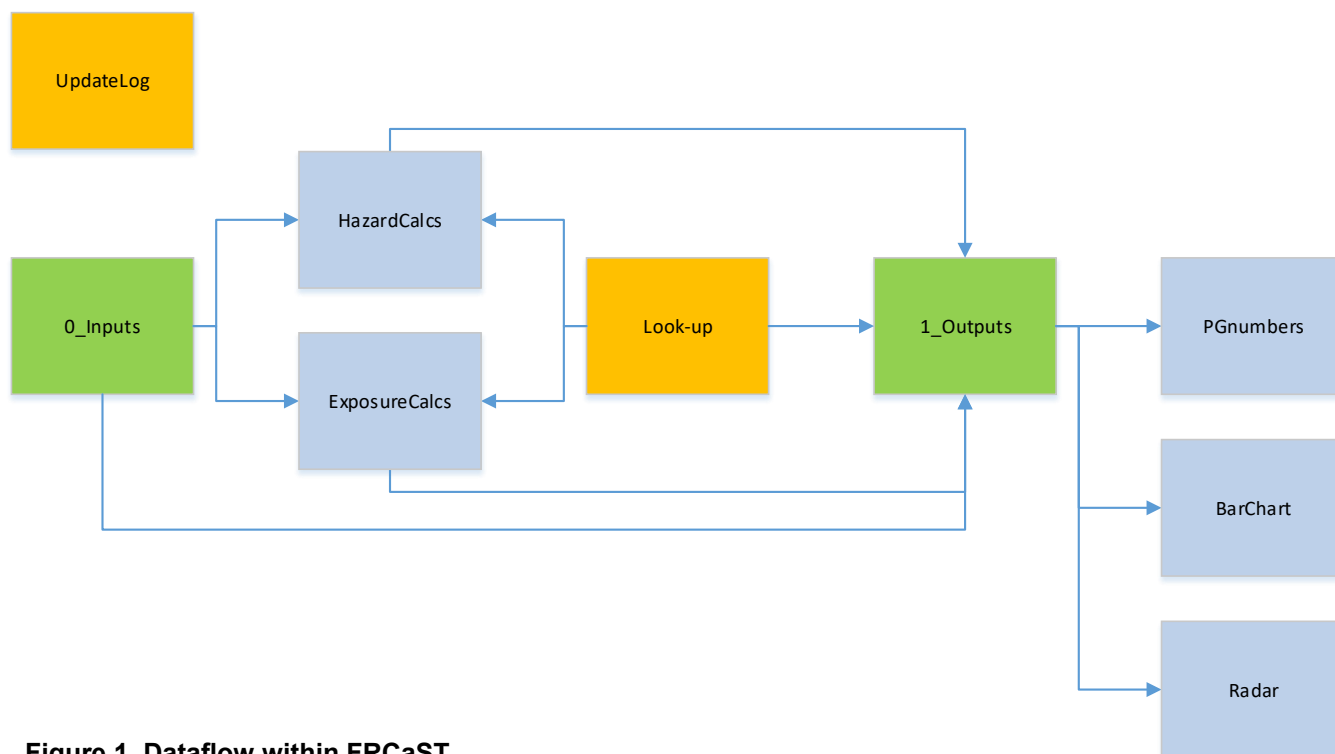 UpdateLog
HazardCalcs
0_Inputs
Look-up
1_Outputs
PGnumbers
ExposureCalcs
BarChart
Radar
Figure 1. Dataflow within FRCaST